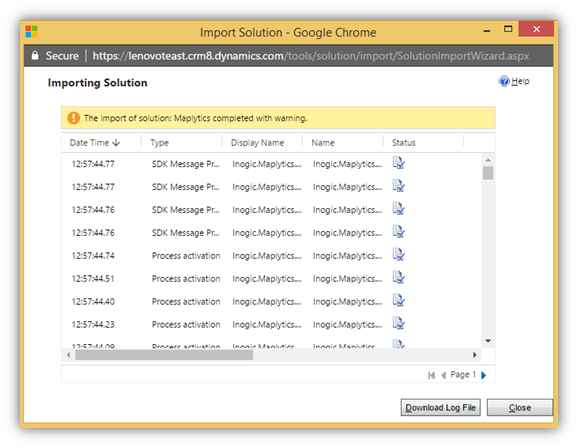 Import Solution - Google Chrome
Secure https://lenovoteast.crm8.dynamics.com/tools/solution/import/SolutionImportWizard.aspx
Importing Solution Help
The import of solution: Maplytics completed with warning.
Date Time Type Display Name Name Status
12:57:44.77 SDK Message Pr... Inogic.Maplytics.... Inogic.Maplytics....
12:57:44.77 SDK Message Pr... Inogic.Maplytics.... Inogic.Maplytics....
12:57:44.76 SDK Message Pr... Inogic.Maplytics.... Inogic.Maplytics....
12:57:44.76 SDK Message Pr... Inogic.Maplytics.... Inogic.Maplytics....
12:57:44.74 Process activation Inogic.Maplytics.... Inogic.Maplytics....
12:57:44.51 Process activation Inogic.Maplytics.... Inogic.Maplytics....
12:57:44.40 Process activation Inogic.Maplytics.... Inogic.Maplytics....
12:57:44.23 Process activation Inogic.Maplytics.... Inogic.Maplytics....
12:57:44.09 Process activation Inogic.Maplytics.... Inogic.Maplytics....
Page 1
Download Log File Close